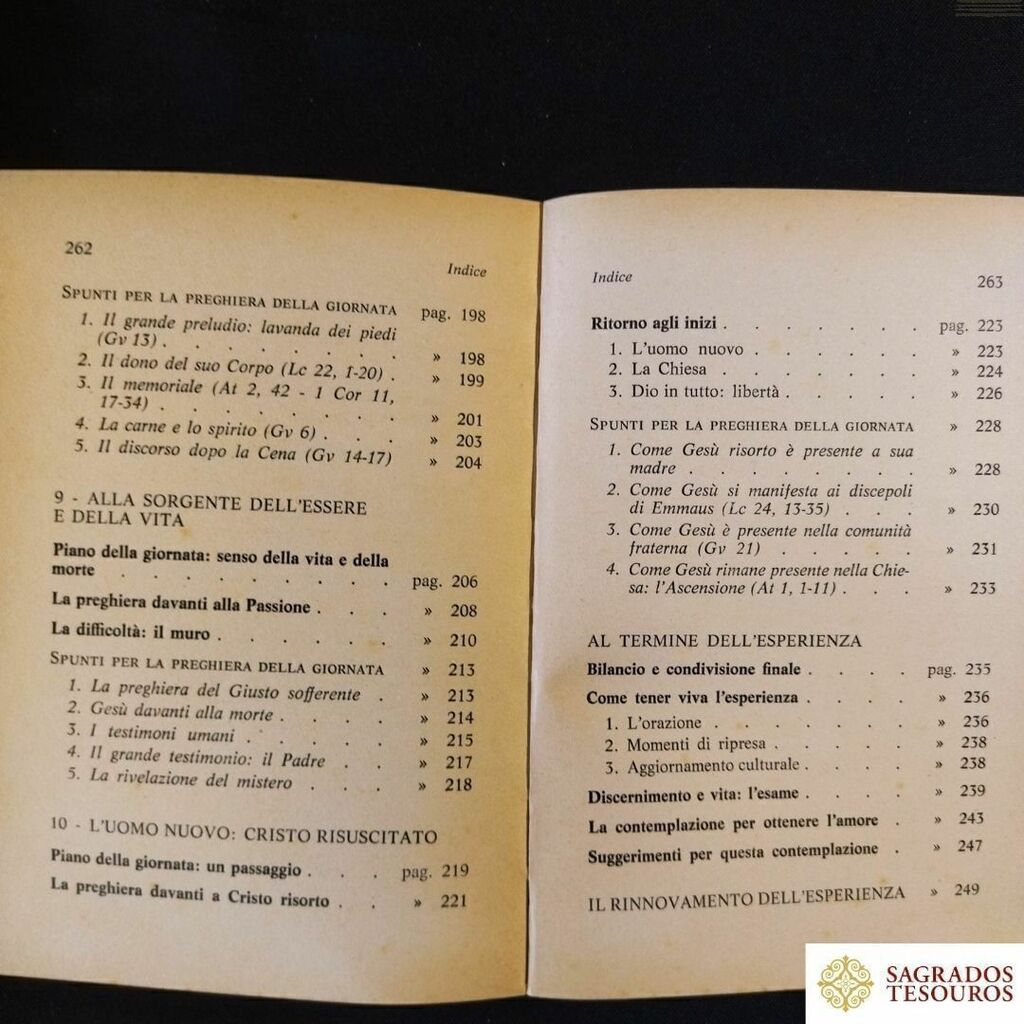 262
Indice
SPUNTI PER LA PREGHIERA DELLA GIORNATA pag. 198
1. Il grande preludio: lavanda dei piedi
(Gv 13) . . . . . . . . » 198
2. Il dono del suo Corpo (Lc 22, 1-20) . » 199
3. Il memoriale (At 2, 42 - 1 Cor 11,
17-34) . . . . . . . . » 201
4. La carne e lo spirito (Gv 6) . . . » 203
5. Il discorso dopo la Cena (Gv 14-17) » 204
9 - ALLA SORGENTE DELL'ESSERE
E DELLA VITA
Piano della giornata: senso della vita e della
morte . . . . . . . . . pag. 206
La preghiera davanti alla Passione . . . » 208
La difficoltà: il muro . . . . . . » 210
SPUNTI PER LA PREGHIERA DELLA GIORNATA » 213
1. La preghiera del Giusto sofferente . » 213
2. Gesù davanti alla morte . . . . » 214
3. I testimoni umani . . . . . » 215
4. Il grande testimonio: il Padre . . » 217
5. La rivelazione del mistero . . . » 218
10 - L'UOMO NUOVO: CRISTO RISUSCITATO
Piano della giornata: un passaggio . . . pag. 219
La preghiera davanti a Cristo risorto . . » 221
Indice
263
Ritorno agli inizi . . . . . . . pag. 223
1. L'uomo nuovo . . . . . . » 223
2. La Chiesa . . . . . . . » 224
3. Dio in tutto: libertà . . . . . » 226
SPUNTI PER LA PREGHIERA DELLA GIORNATA » 228
1. Come Gesù risorto è presente a sua
madre . . . . . . . . » 228
2. Come Gesù si manifesta ai discepoli
di Emmaus (Lc 24, 13-35) . . . » 230
3. Come Gesù è presente nella comunità
fraterna (Gv 21) . . . . . » 231
4. Come Gesù rimane presente nella Chie-
sa: l'Ascensione (At 1, 1-11) . . . » 233
AL TERMINE DELL'ESPERIENZA
Bilancio e condivisione finale . . . . pag. 235
Come tener viva l'esperienza . . . . » 236
1. L'orazione . . . . . . . » 236
2. Momenti di ripresa . . . . . » 238
3. Aggiornamento culturale . . . . » 238
Discernimento e vita: l'esame . . . . » 239
La contemplazione per ottenere l'amore . » 243
Suggerimenti per questa contemplazione . » 247
IL RINNOVAMENTO DELL'ESPERIENZA » 249
SAGRADOS
TESOUROS